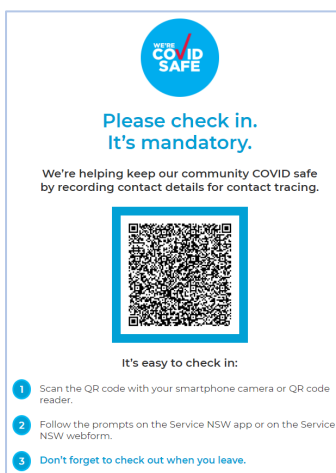 WE'RE
COVID
SAFE
Please check in.
It's mandatory.
We're helping keep our community COVID safe
by recording contact details for contact tracing.
It's easy to check in:
1 Scan the QR code with your smartphone camera or QR code
reader.
2 Follow the prompts on the Service NSW app or on the Service
NSW webform.
3 Don't forget to check out when you leave.